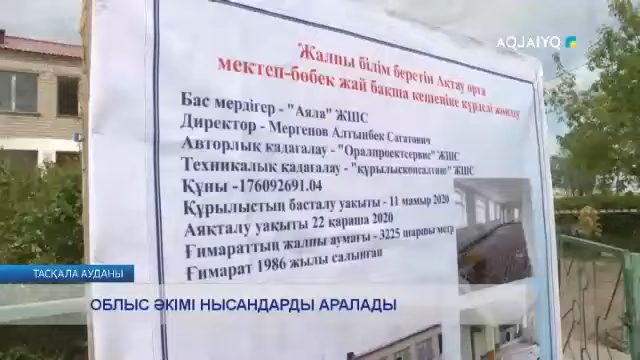 AQJAIYQ
Жалпы білім беретін Ақтау орта
мектеп-бөбек жай бақша кешеніне күрделі жөндеу
Бас мердігер - "Аяла" ЖШС
Директор - Мергенов Алтынбек Сагатович
Авторлық қадағалау - "Оралпроектсервис" ЖШС
Техникалық қадағалау - "құрылысконсалтинг" ЖШС
Құны -176092691.04
Құрылыстың басталу уақыты - 11 мамыр 2020
Аяқталу уақыты 22 қараша 2020
Ғимараттың жалпы аумағы - 3225 шаршы метр
Ғимарат 1986 жылы салынған
ТАСҚАЛА АУДАНЫ
ОБЛЫС ӘКІМІ НЫСАНДАРДЫ АРАЛАДЫ